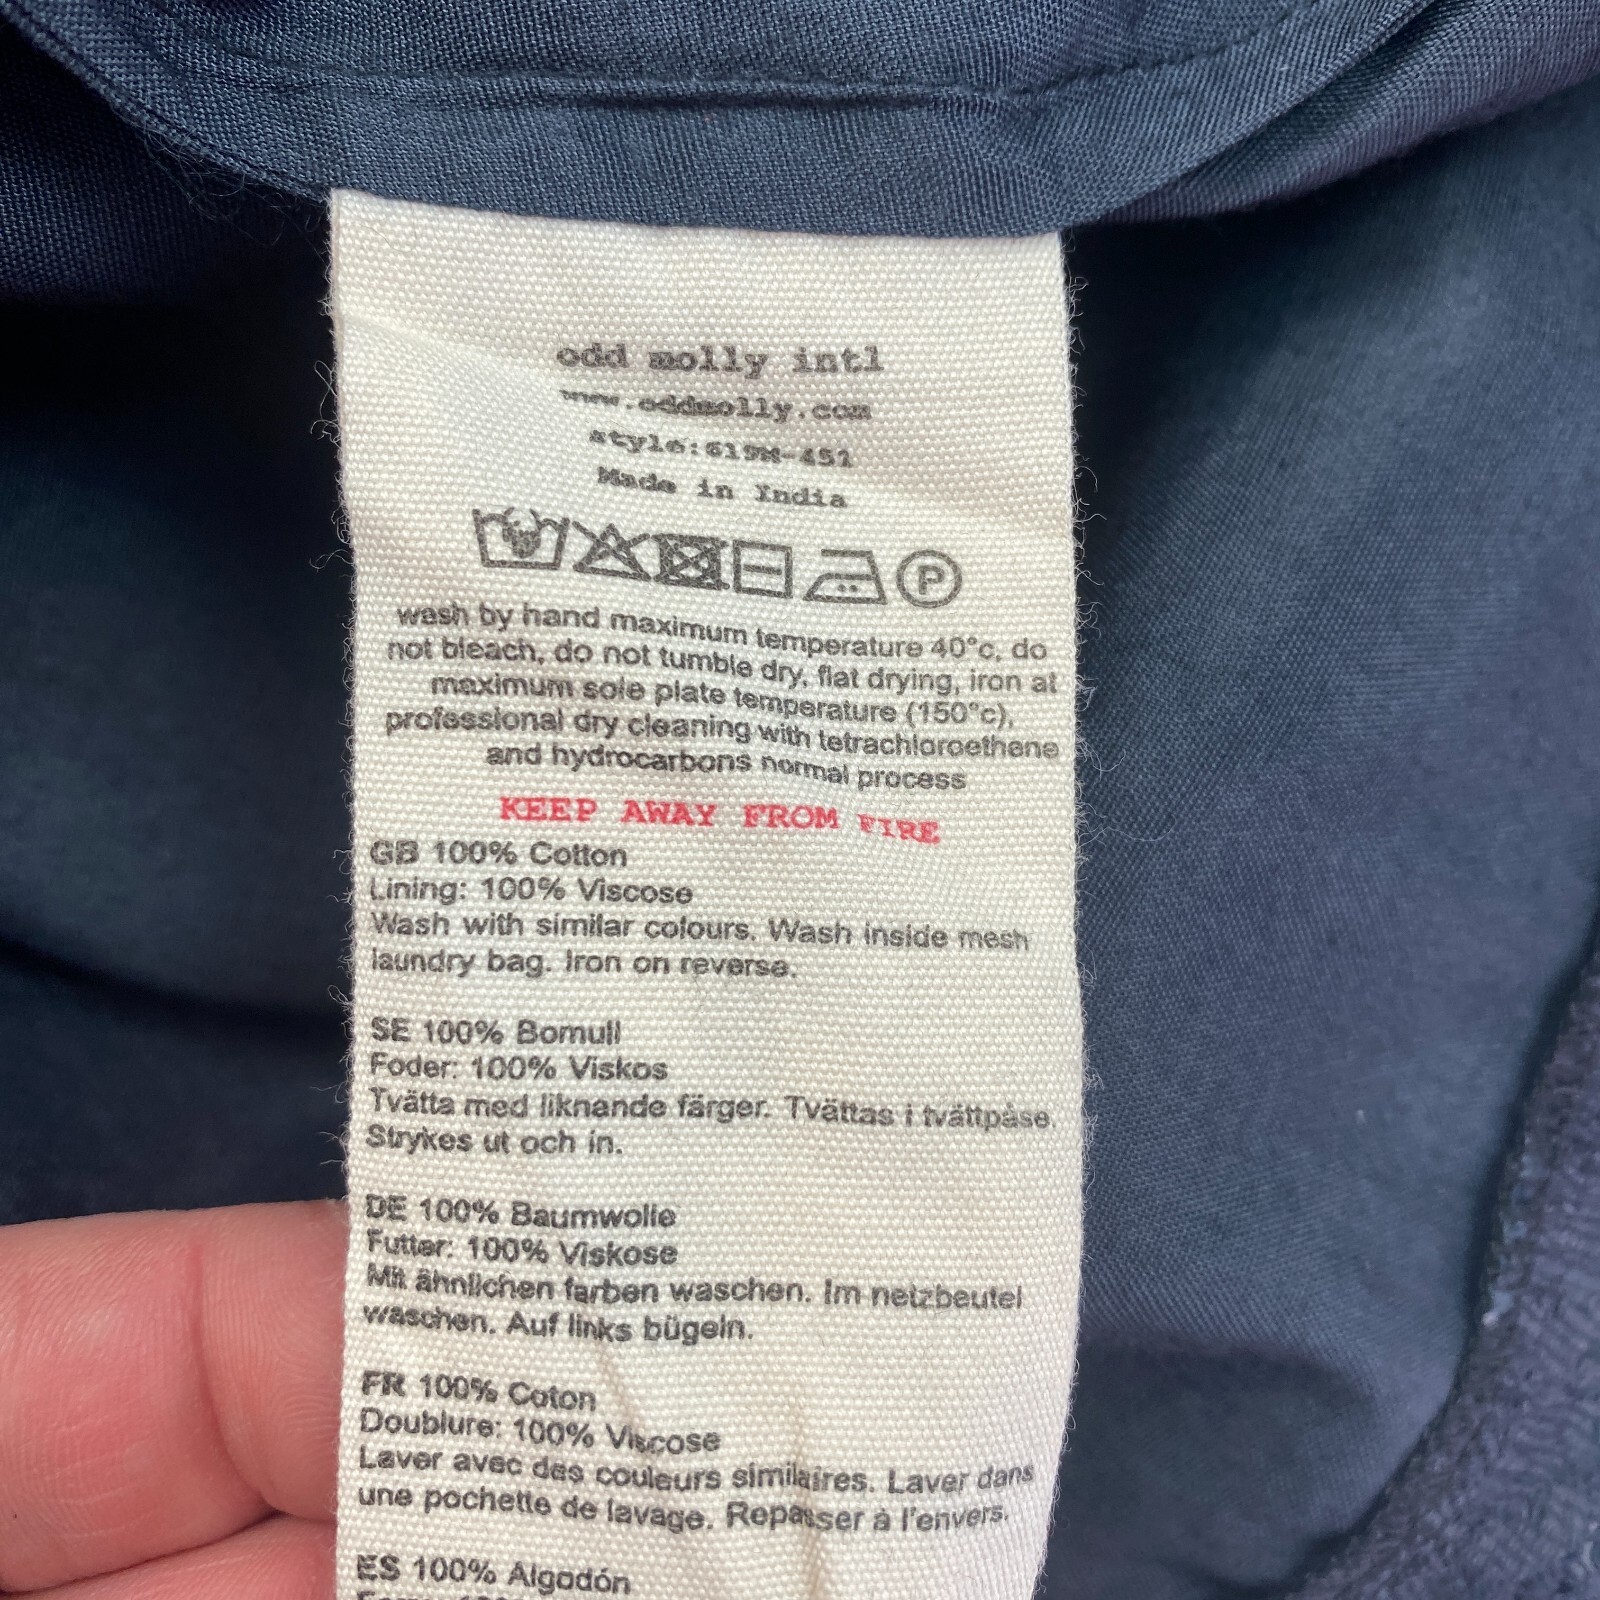 odd molly intl
www.oddmolly.com
style:619M-451
Made in India
P
wash by hand maximum temperature 40°c, do
not bleach, do not tumble dry, flat drying, iron at
maximum sole plate temperature (150°c),
professional dry cleaning with tetrachloroethene
and hydrocarbons normal process
KEEP AWAY FROM FIRE
GB 100% Cotton
Lining: 100% Viscose
Wash with similar colours. Wash inside mesh
laundry bag. Iron on reverse.
SE 100% Bomull
Foder: 100% Viskos
Tvätta med liknande färger. Tvättas i tvättpåse.
Strykes ut och in.
DE 100% Baumwolle
Futter: 100% Viskose
Mit ähnlichen farben waschen. Im netzbeutel
waschen. Auf links bügeln.
FR 100% Coton
Doublure: 100% Viscose
Laver avec des couleurs similaires. Laver dans
une pochette de lavage. Repasser à l'envers.
ES 100% Algodón